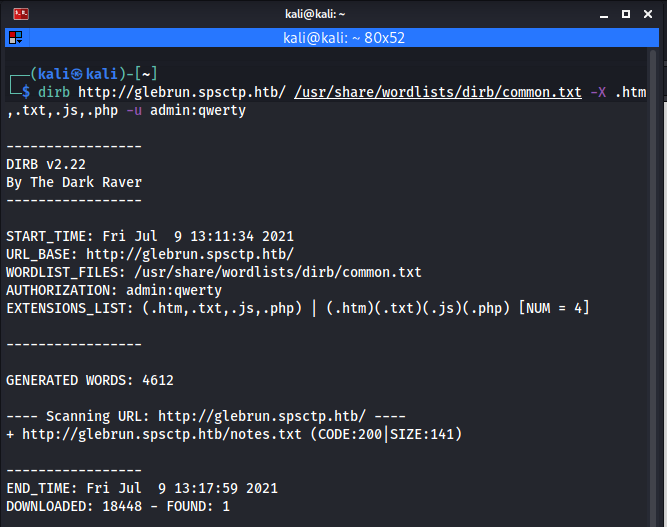 kali@kali: ~
kali@kali: ~ 80x52
┌──(kali㉿kali)-[~]
└─$ dirb http://glebrun.spsctp.htb/ /usr/share/wordlists/dirb/common.txt -X .htm
,.txt,.js,.php -u admin:qwerty
-----------------
DIRB v2.22
By The Dark Raver
-----------------
START_TIME: Fri Jul  9 13:11:34 2021
URL_BASE: http://glebrun.spsctp.htb/
WORDLIST_FILES: /usr/share/wordlists/dirb/common.txt
AUTHORIZATION: admin:qwerty
EXTENSIONS_LIST: (.htm,.txt,.js,.php) | (.htm)(.txt)(.js)(.php) [NUM = 4]
-----------------
GENERATED WORDS: 4612
---- Scanning URL: http://glebrun.spsctp.htb/ ----
+ http://glebrun.spsctp.htb/notes.txt (CODE:200|SIZE:141)
-----------------
END_TIME: Fri Jul  9 13:17:59 2021
DOWNLOADED: 18448 - FOUND: 1